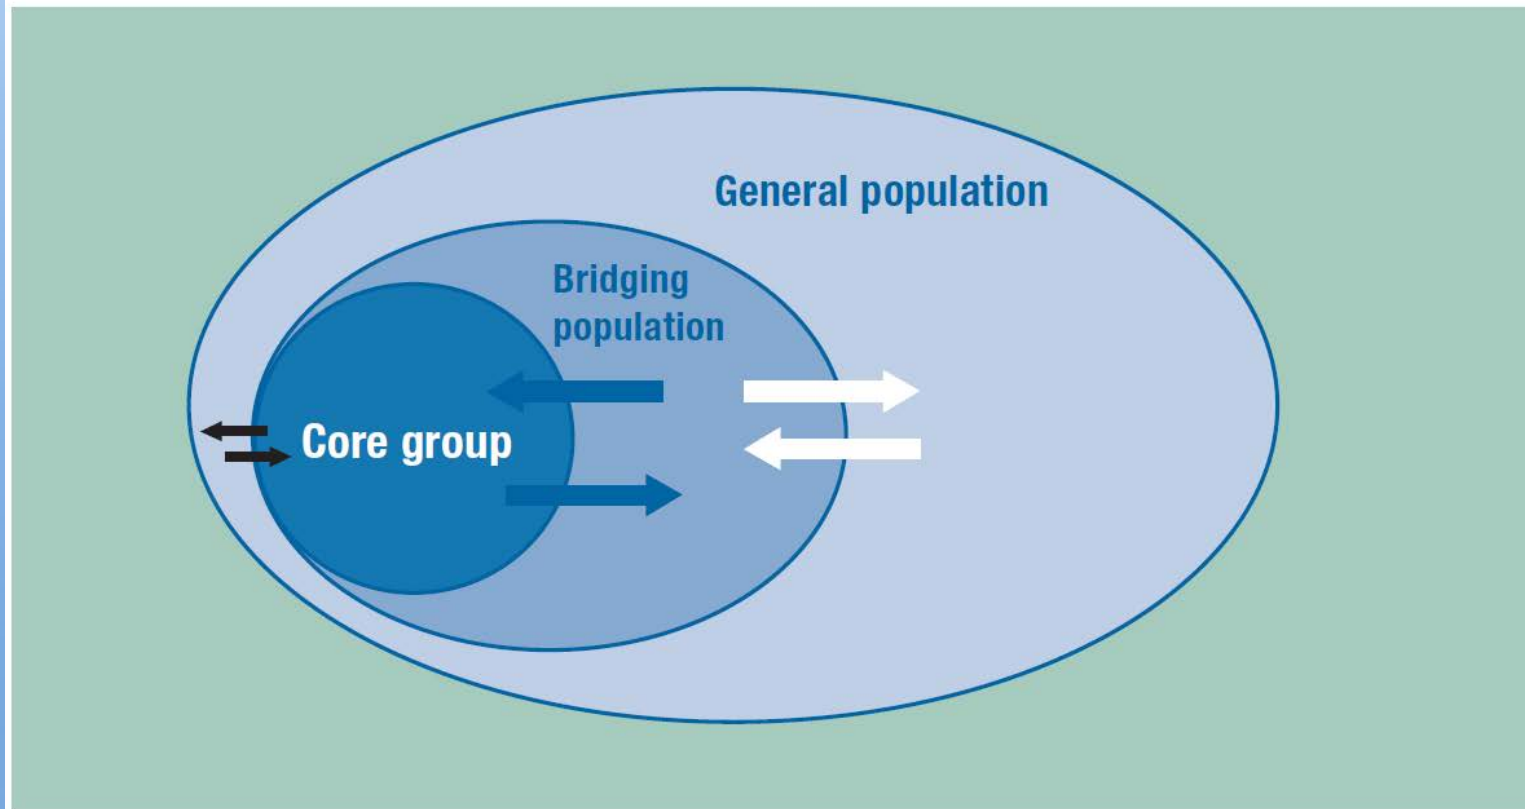 General population
Bridging
population
Core group